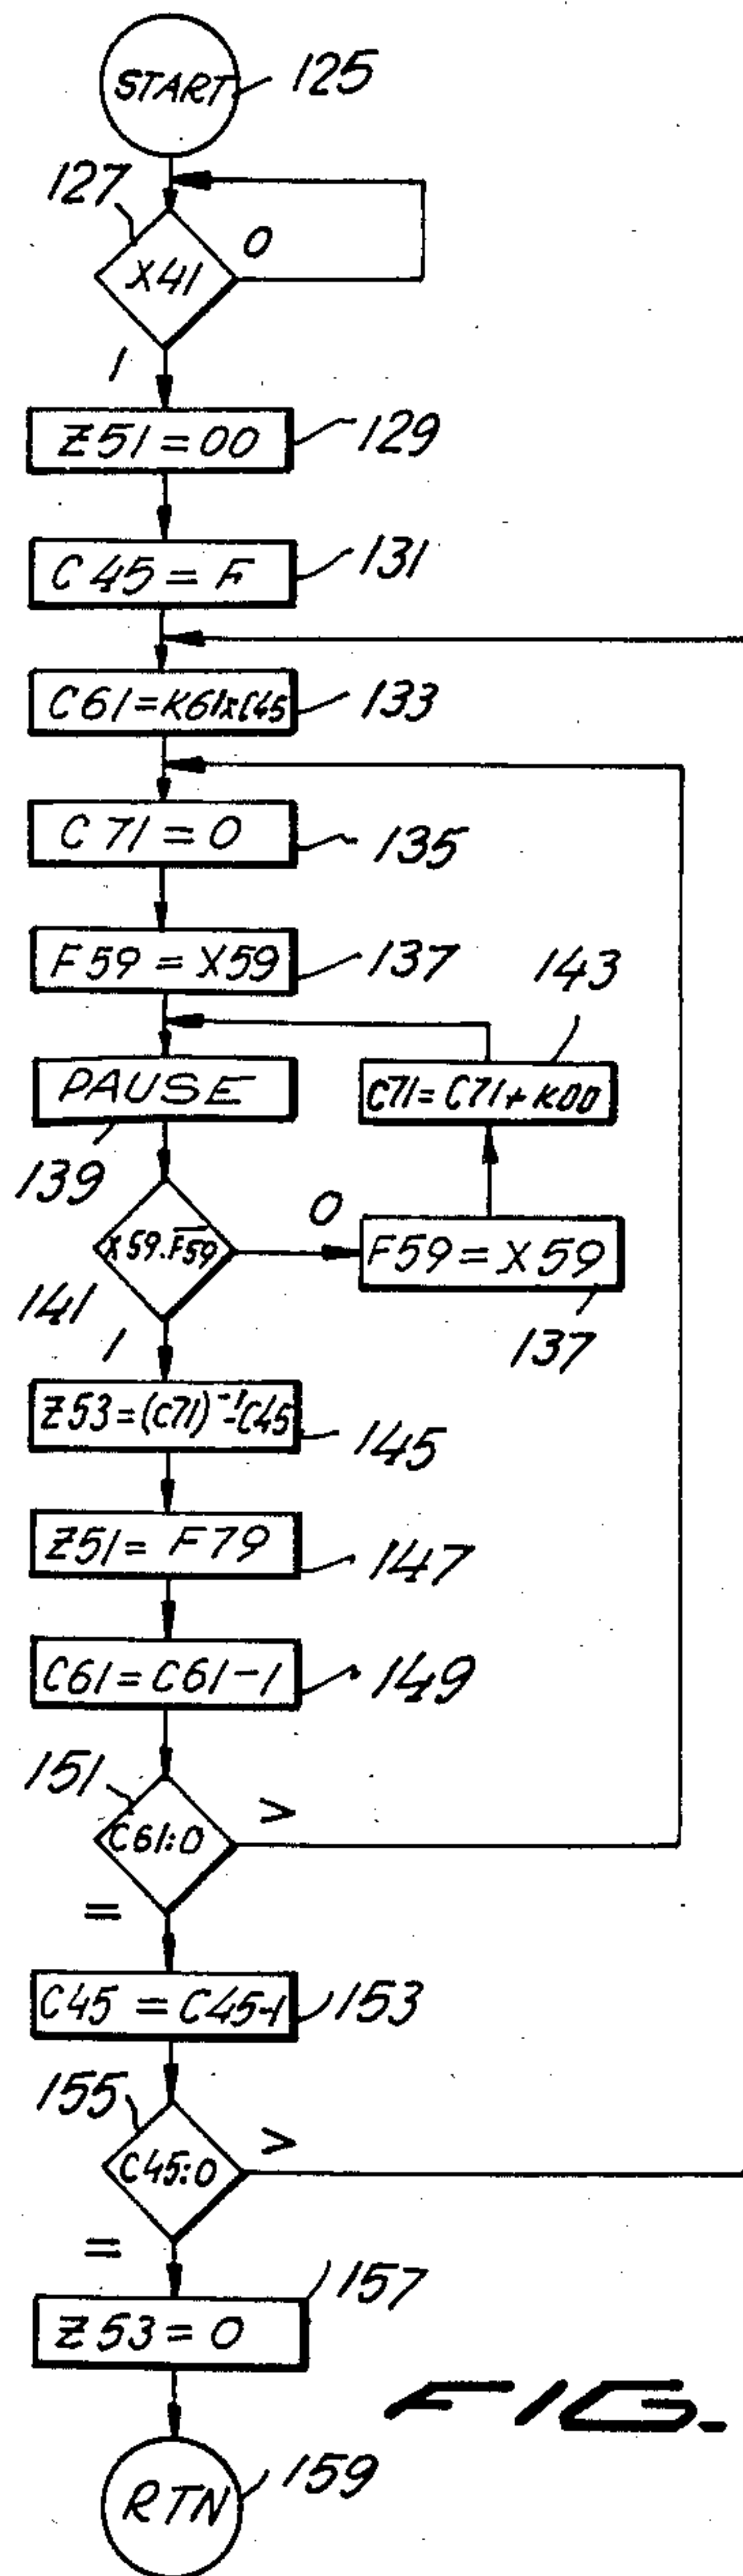 START
125
127
X41
0
1
Z51 = 00
129
C45 = F
131
C61 = K61xC45
133
C71 = 0
135
F59 = X59
137
143
PAUSE
C71 = C71 + K00
139
X59.F̅5̅9̅
0
F59 = X59
141
137
1
Z53 = (C71)⁻¹-C45
145
Z51 = F79
147
C61 = C61-1
149
151
C61:0
>
=
C45 = C45-1
153
155
C45:0
>
=
157
Z53 = 0
FIG.
RTN
159